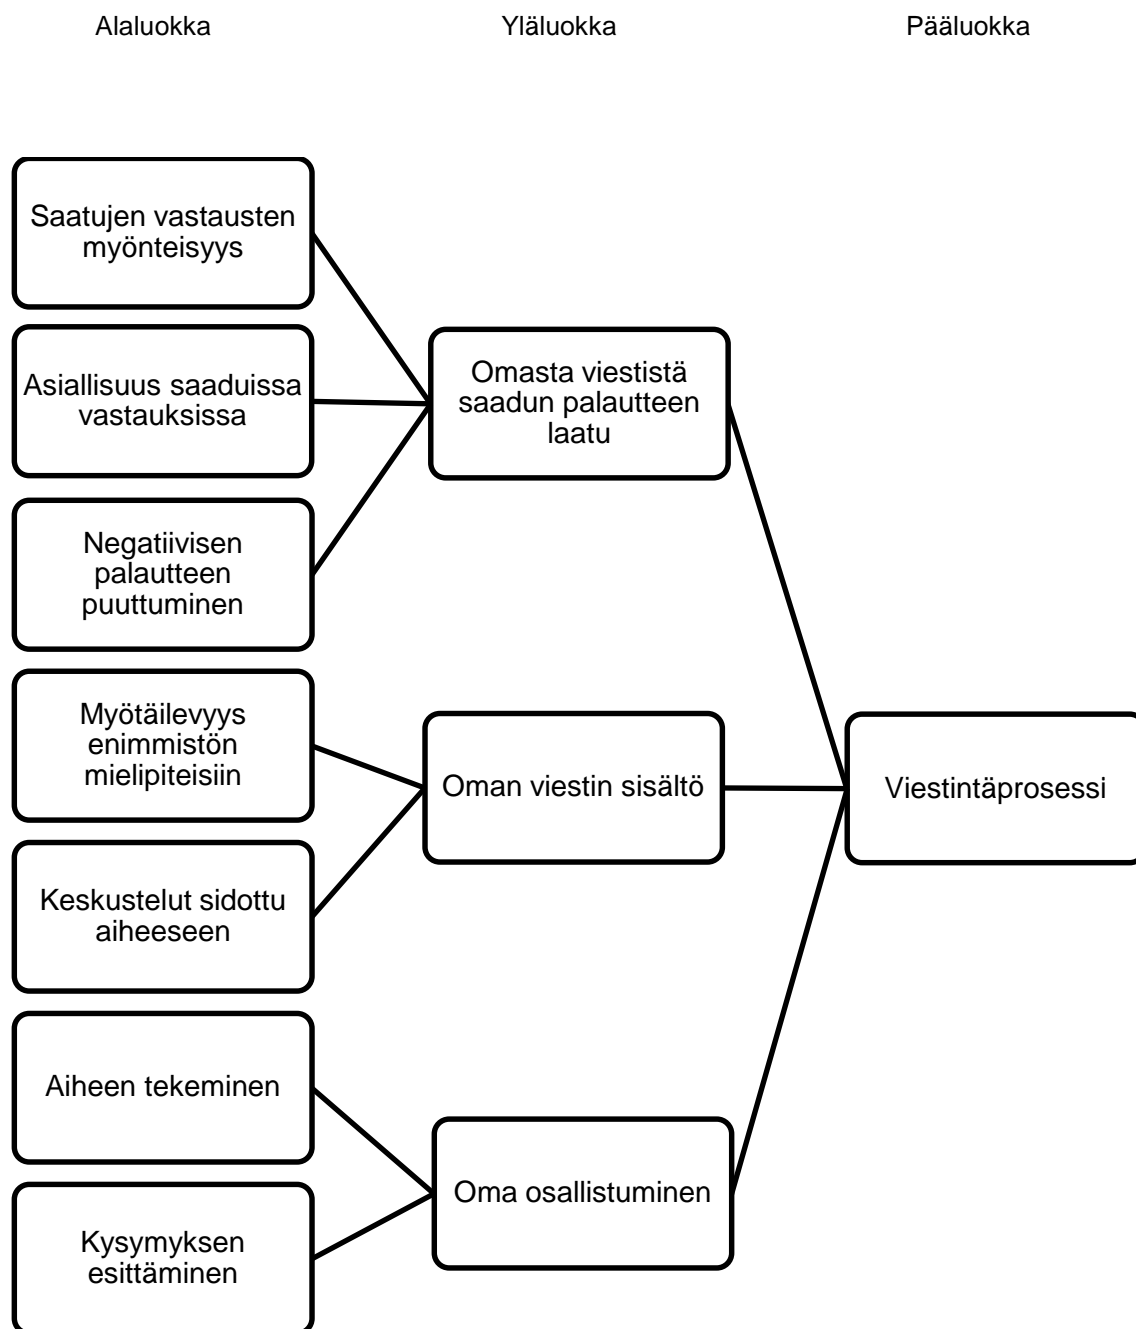 Alaluokka
Yläluokka
Pääluokka
Saatujen vastausten
myönteisyys
Asiallisuus saaduissa
vastauksissa
Negatiivisen
palautteen
puuttuminen
Myötäilevyys
enimmistön
mielipiteisiin
Keskustelut sidottu
aiheeseen
Aiheen tekeminen
Kysymyksen
esittäminen
Omasta viestistä
saadun palautteen
laatu
Oman viestin sisältö
Oma osallistuminen
Viestintäprosessi